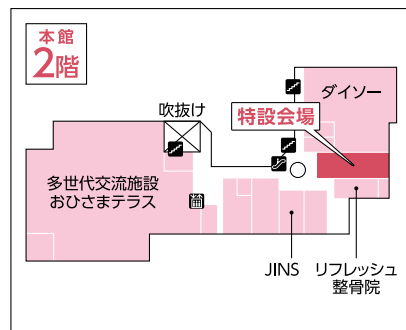 本館
2階
吹抜け
ダイソー
特設会場
多世代交流施設
おひさまテラス
JINS
リフレッシュ
整骨院